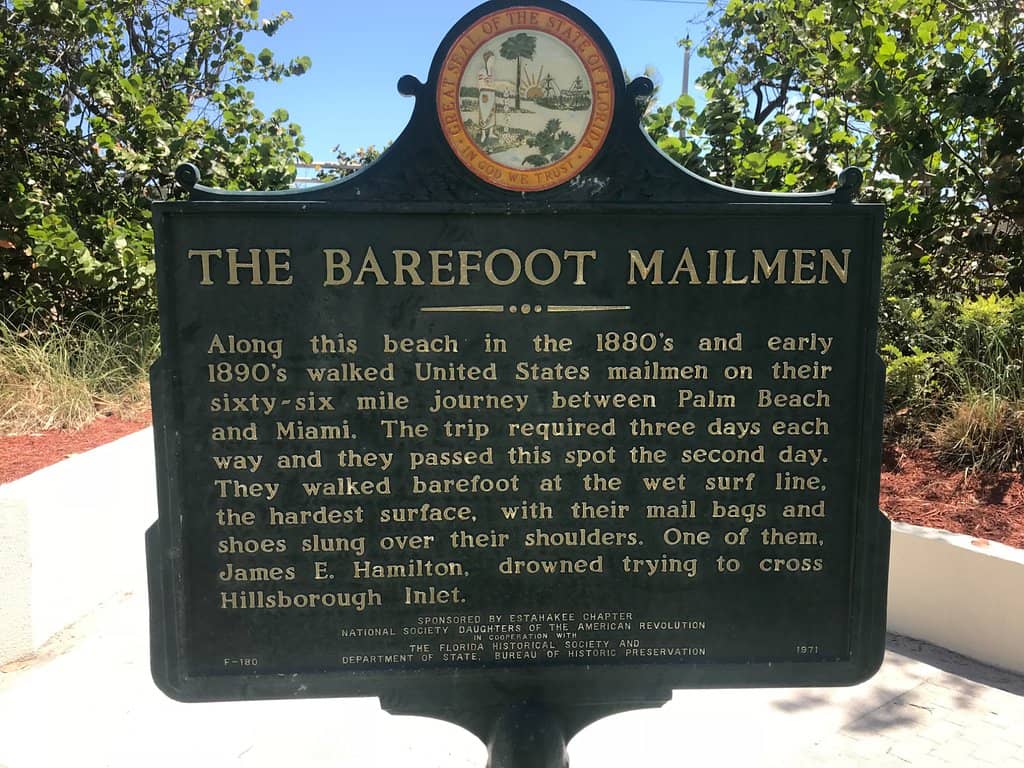 GREAT SEAL OF THE STATE OF FLORIDA
IN GOD WE TRUST
THE BAREFOOT MAILMEN
Along this beach in the 1880's and early
1890's walked United States mailmen on their
sixty-six mile journey between Palm Beach
and Miami. The trip required three days each
way and they passed this spot the second day.
They walked barefoot at the wet surf line,
the hardest surface, with their mail bags and
shoes slung over their shoulders. One of them,
James E. Hamilton, drowned trying to cross
Hillsborough Inlet.
SPONSORED BY ESTAHAKEE CHAPTER
NATIONAL SOCIETY DAUGHTERS OF THE AMERICAN REVOLUTION
IN COOPERATION WITH
THE FLORIDA HISTORICAL SOCIETY AND
F-180 DEPARTMENT OF STATE, BUREAU OF HISTORIC PRESERVATION 1971